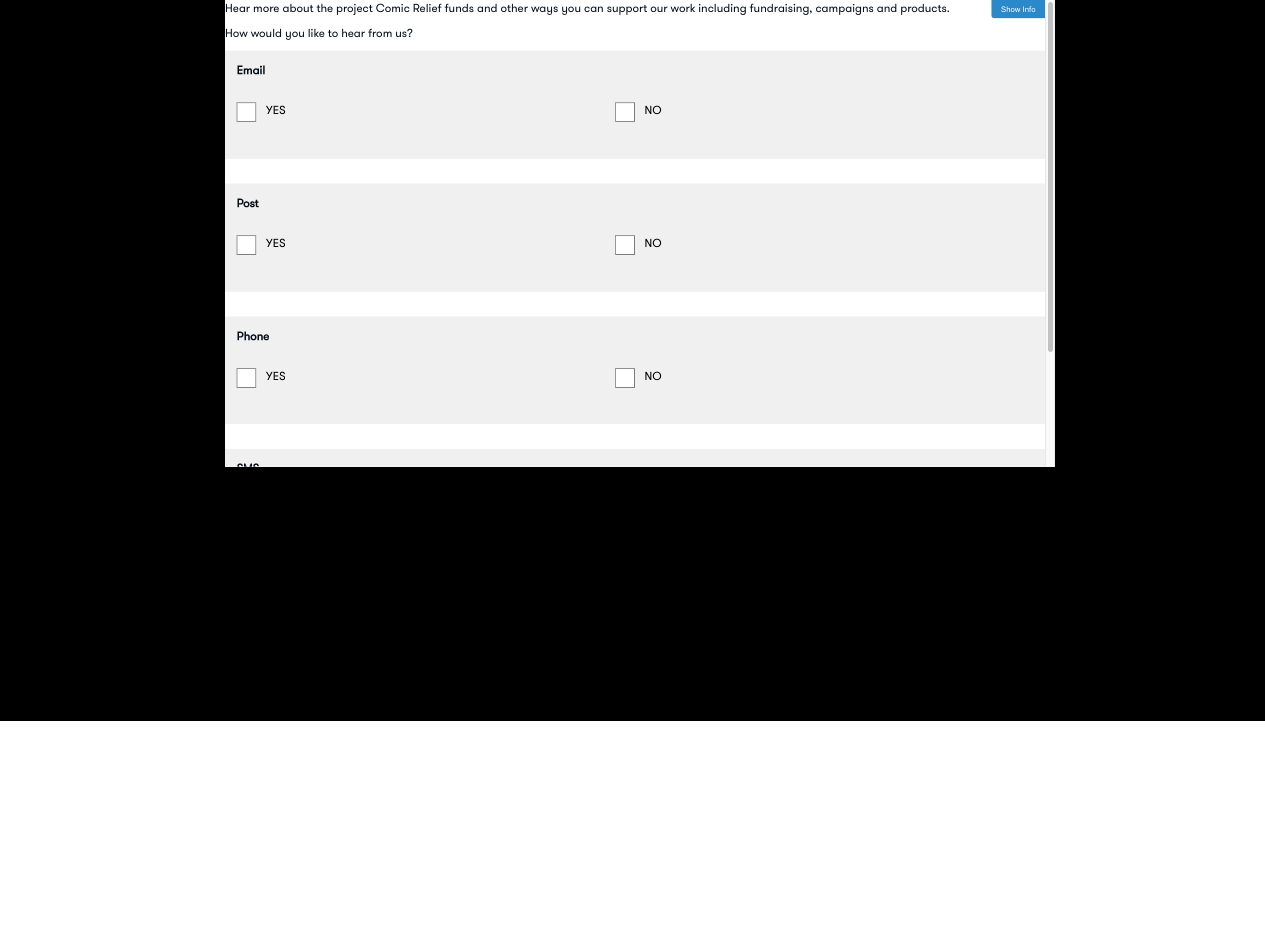 Hear more about the project Comic Relief funds and other ways you can support our work including fundraising, campaigns and products.
Show Info
How would you like to hear from us?
Email
YES
NO
Post
YES
NO
Phone
YES
NO
SMS